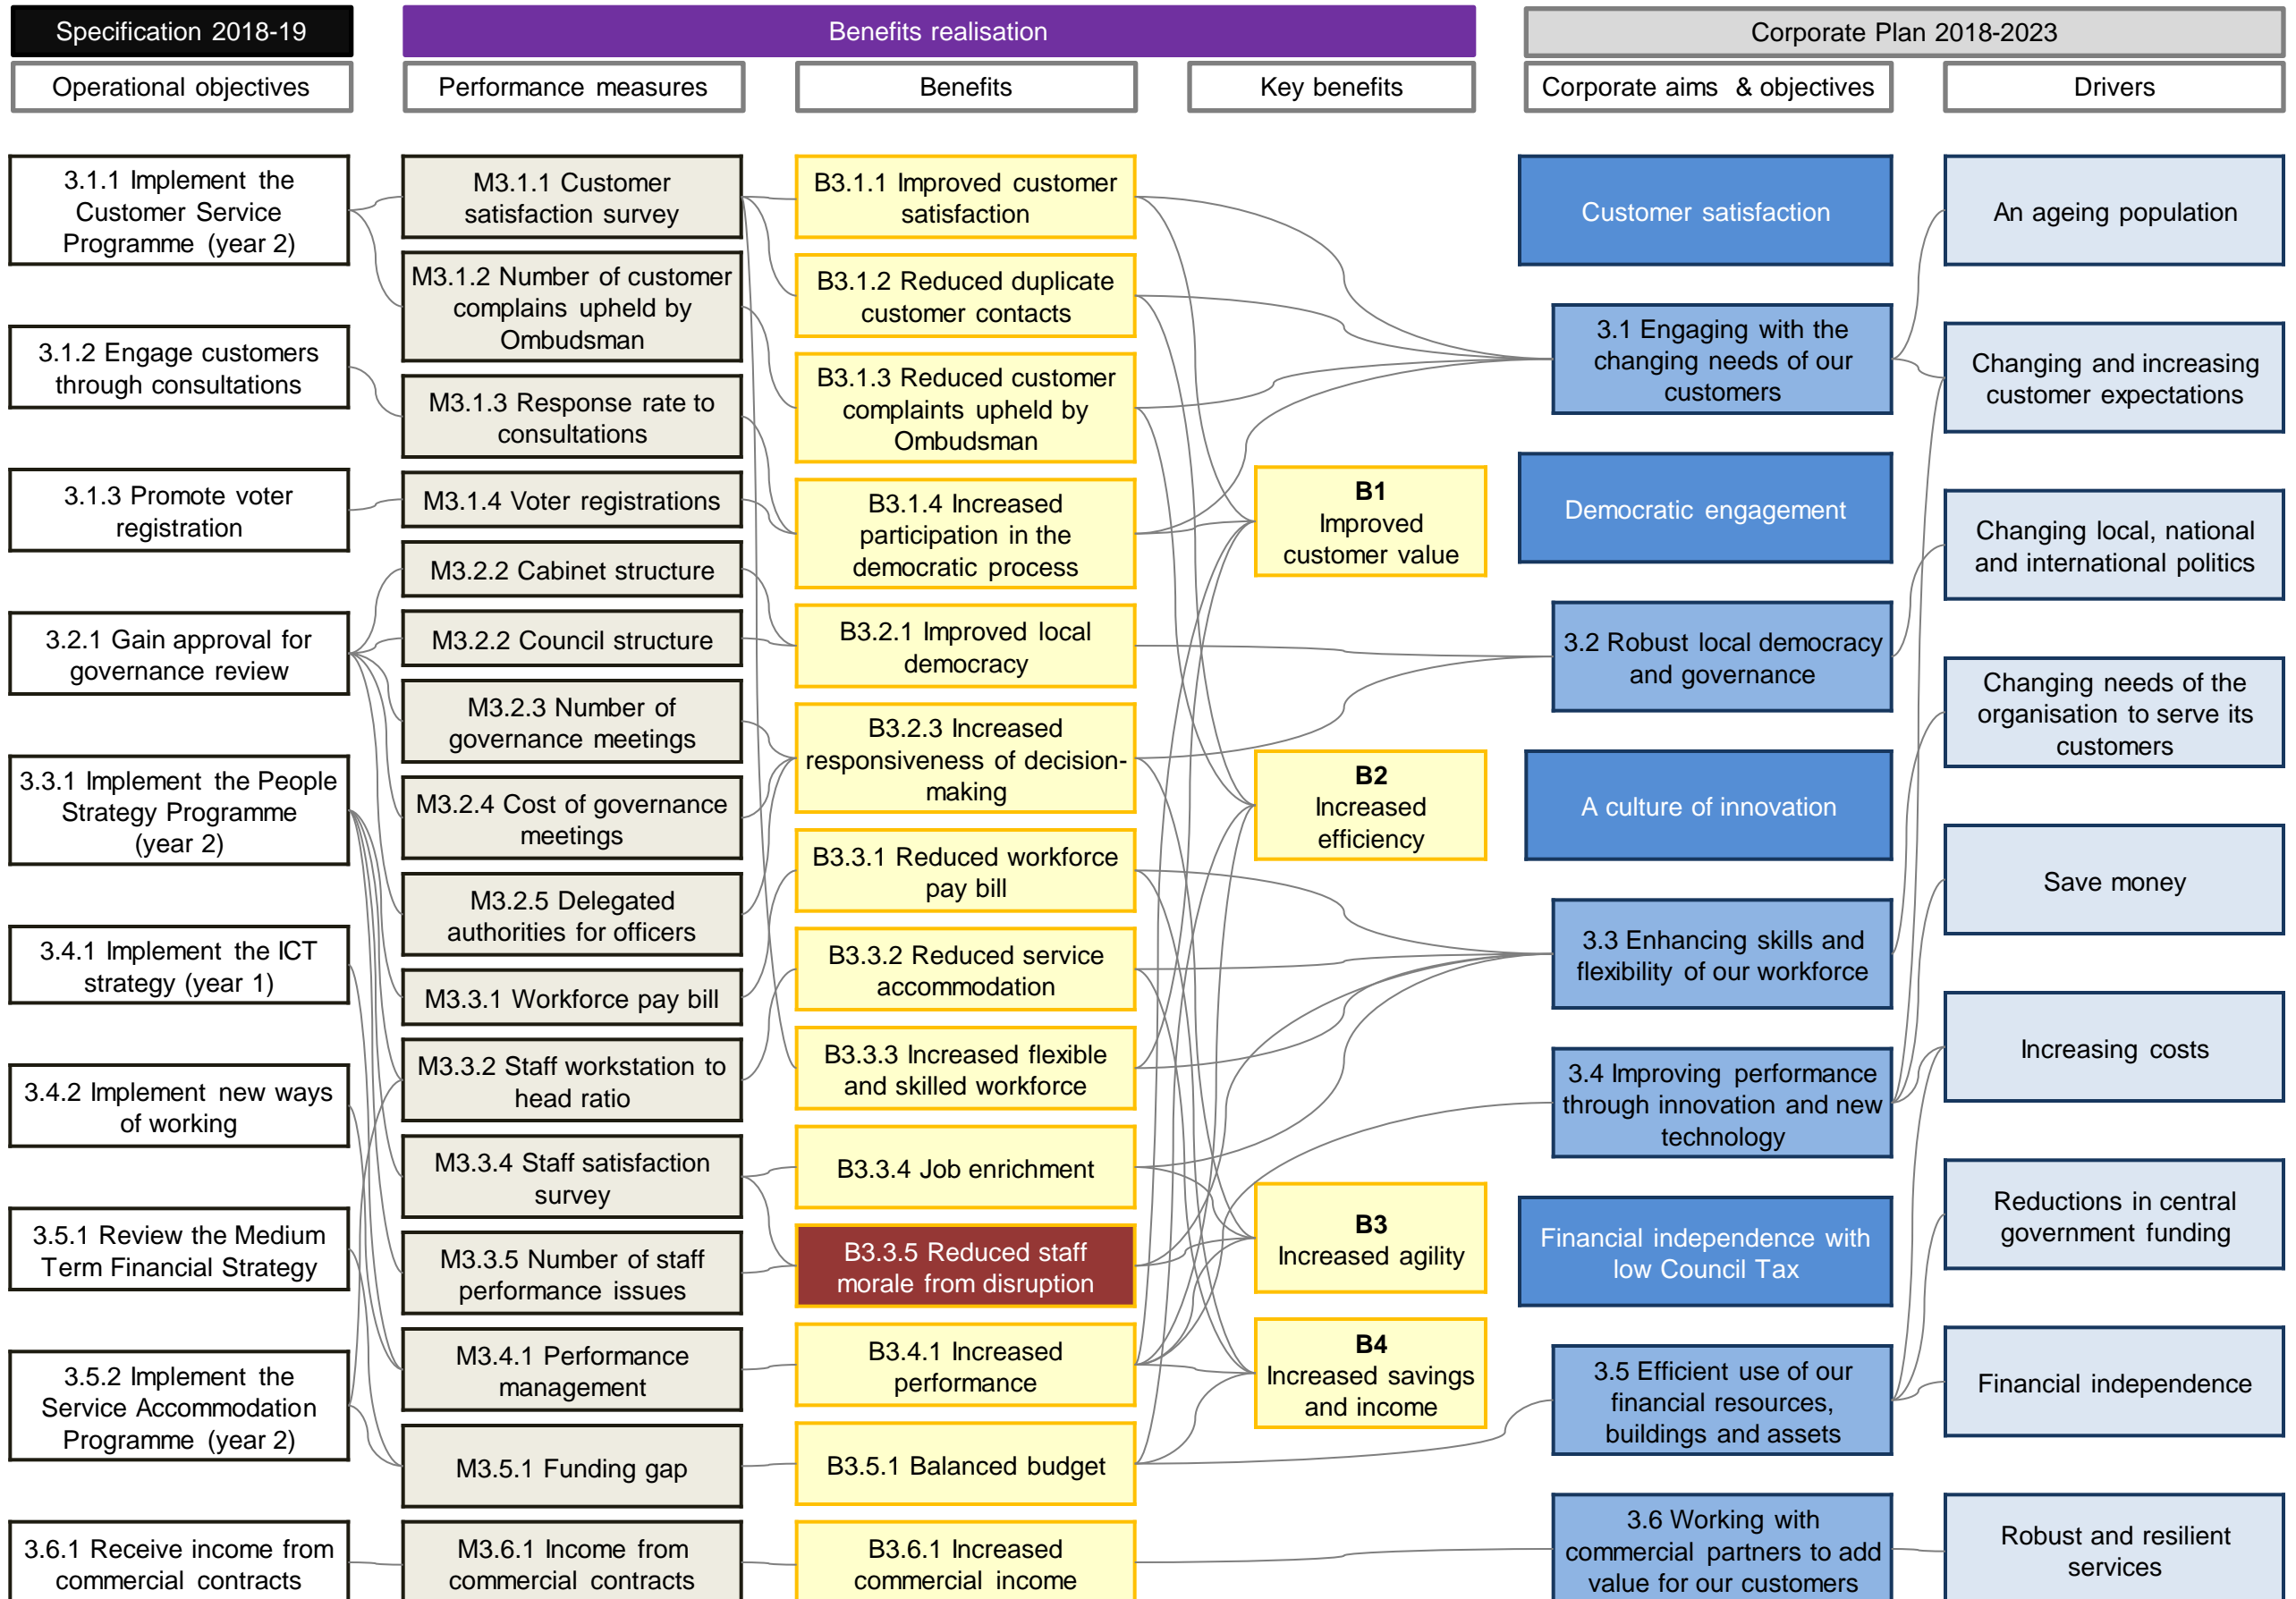 Specification 2018-19
Benefits realisation
Corporate Plan 2018-2023
Operational objectives
Performance measures
Benefits
Key benefits
Corporate aims & objectives
Drivers
3.1.1 Implement the
Customer Service
Programme (year 2)
3.1.2 Engage customers
through consultations
3.1.3 Promote voter
registration
3.2.1 Gain approval for
governance review
3.3.1 Implement the People
Strategy Programme
(year 2)
3.4.1 Implement the ICT
strategy (year 1)
3.4.2 Implement new ways
of working
3.5.1 Review the Medium
Term Financial Strategy
3.5.2 Implement the
Service Accommodation
Programme (year 2)
3.6.1 Receive income from
commercial contracts
M3.1.1 Customer
satisfaction survey
M3.1.2 Number of customer
complains upheld by
Ombudsman
M3.1.3 Response rate to
consultations
M3.1.4 Voter registrations
M3.2.2 Cabinet structure
M3.2.2 Council structure
M3.2.3 Number of
governance meetings
M3.2.4 Cost of governance
meetings
M3.2.5 Delegated
authorities for officers
M3.3.1 Workforce pay bill
M3.3.2 Staff workstation to
head ratio
M3.3.4 Staff satisfaction
survey
M3.3.5 Number of staff
performance issues
M3.4.1 Performance
management
M3.5.1 Funding gap
M3.6.1 Income from
commercial contracts
B3.1.1 Improved customer
satisfaction
B3.1.2 Reduced duplicate
customer contacts
B3.1.3 Reduced customer
complaints upheld by
Ombudsman
B3.1.4 Increased
participation in the
democratic process
B3.2.1 Improved local
democracy
B3.2.3 Increased
responsiveness of decision-
making
B3.3.1 Reduced workforce
pay bill
B3.3.2 Reduced service
accommodation
B3.3.3 Increased flexible
and skilled workforce
B3.3.4 Job enrichment
B3.3.5 Reduced staff
morale from disruption
B3.4.1 Increased
performance
B3.5.1 Balanced budget
B3.6.1 Increased
commercial income
B1
Improved
customer value
B2
Increased
efficiency
B3
Increased agility
B4
Increased savings
and income
Customer satisfaction
3.1 Engaging with the
changing needs of our
customers
Democratic engagement
3.2 Robust local democracy
and governance
A culture of innovation
3.3 Enhancing skills and
flexibility of our workforce
3.4 Improving performance
through innovation and new
technology
Financial independence with
low Council Tax
3.5 Efficient use of our
financial resources,
buildings and assets
3.6 Working with
commercial partners to add
value for our customers
An ageing population
Changing and increasing
customer expectations
Changing local, national
and international politics
Changing needs of the
organisation to serve its
customers
Save money
Increasing costs
Reductions in central
government funding
Financial independence
Robust and resilient
services